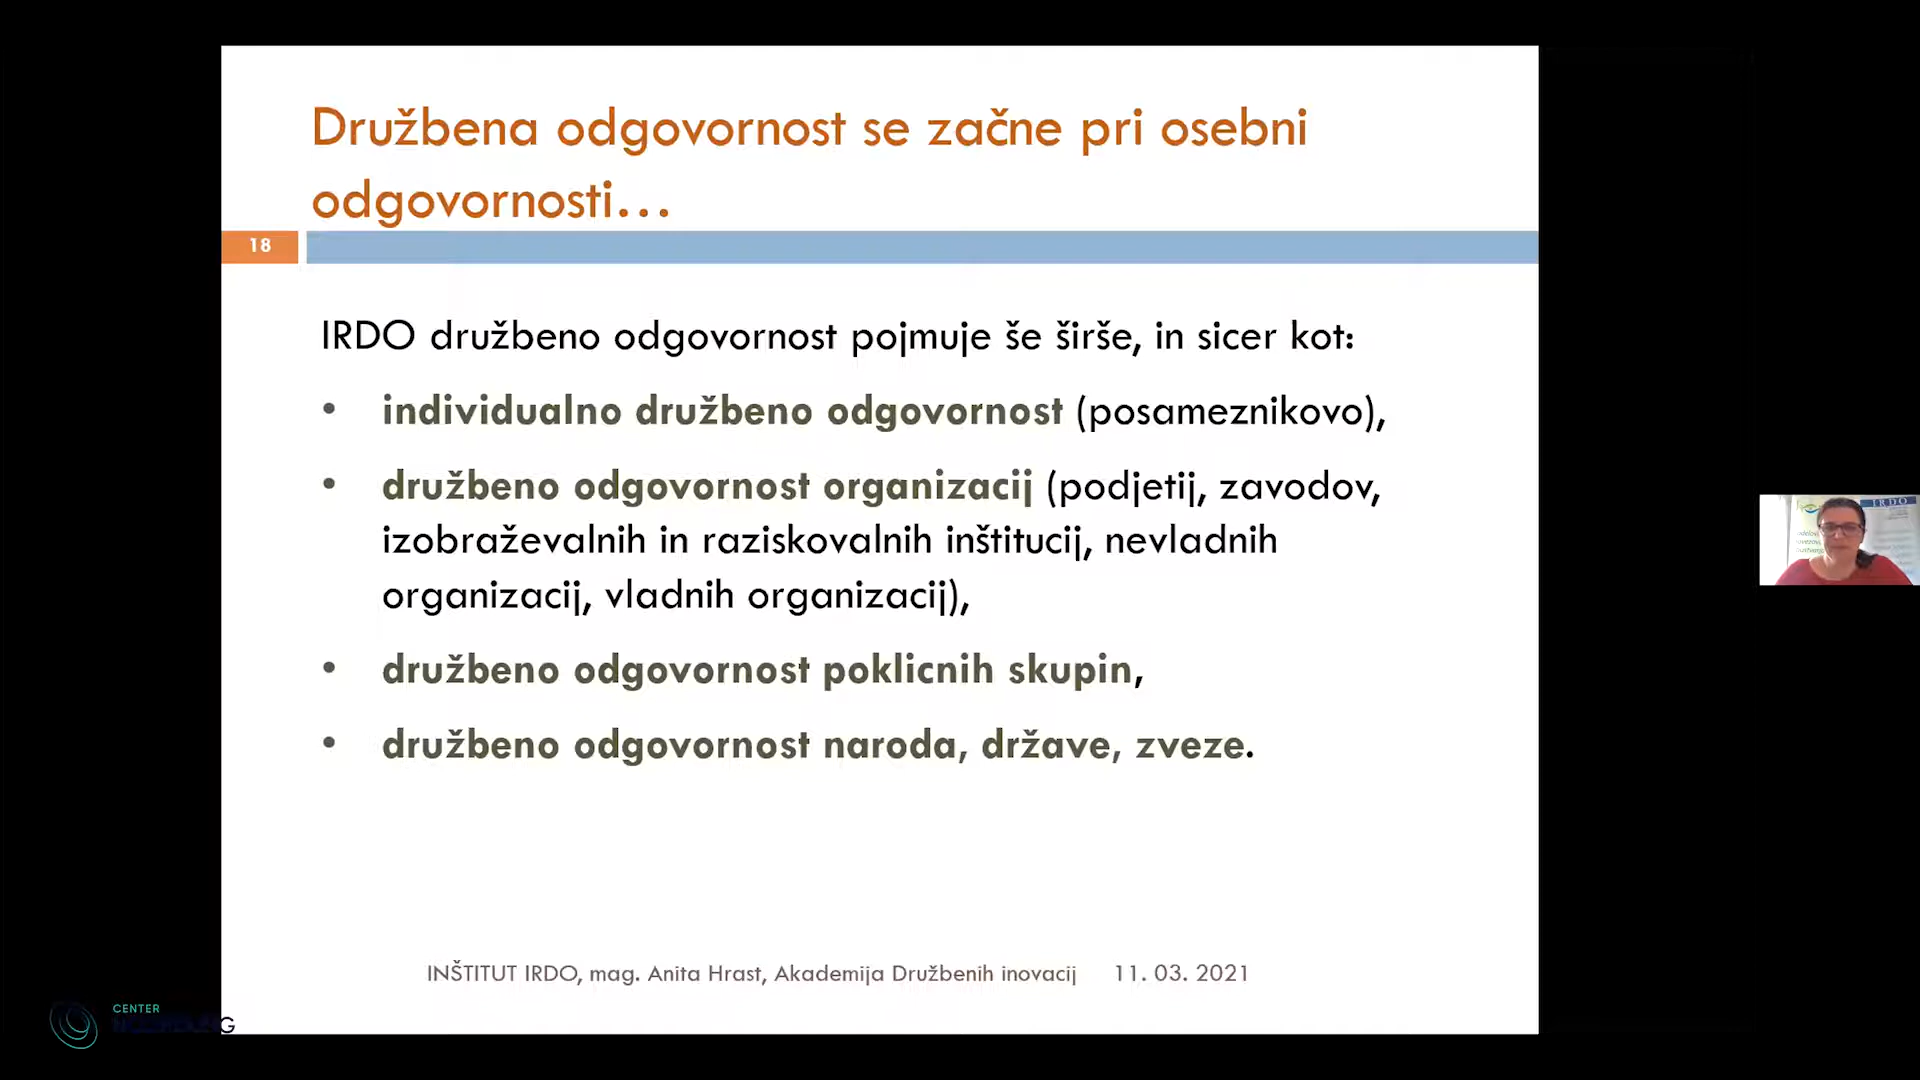 Družbena odgovornost se začne pri osebni
odgovornosti...
18
IRDO družbeno odgovornost pojmuje še širše, in sicer kot:
• individualno družbeno odgovornost (posameznikovo),
• družbeno odgovornost organizacij (podjetij, zavodov,
izobraževalnih in raziskovalnih inštitucij, nevladnih
organizacij, vladnih organizacij),
• družbeno odgovornost poklicnih skupin,
• družbeno odgovornost naroda, države, zveze.
INŠTITUT IRDO, mag. Anita Hrast, Akademija Družbenih inovacij 11. 03. 2021
CENTER
IRDO